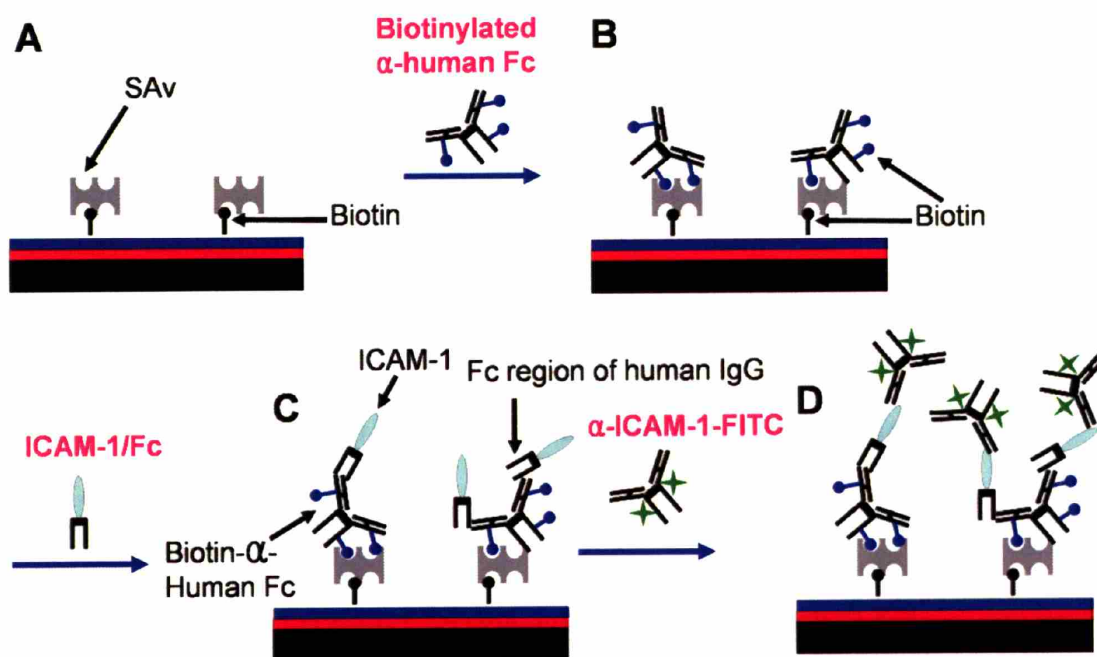 A
SAv
Biotin
Biotinylated
α-human Fc
B
Biotin
ICAM-1/Fc
Biotin-α-
Human Fc
C
ICAM-1
Fc region of human IgG
α-ICAM-1-FITC
D